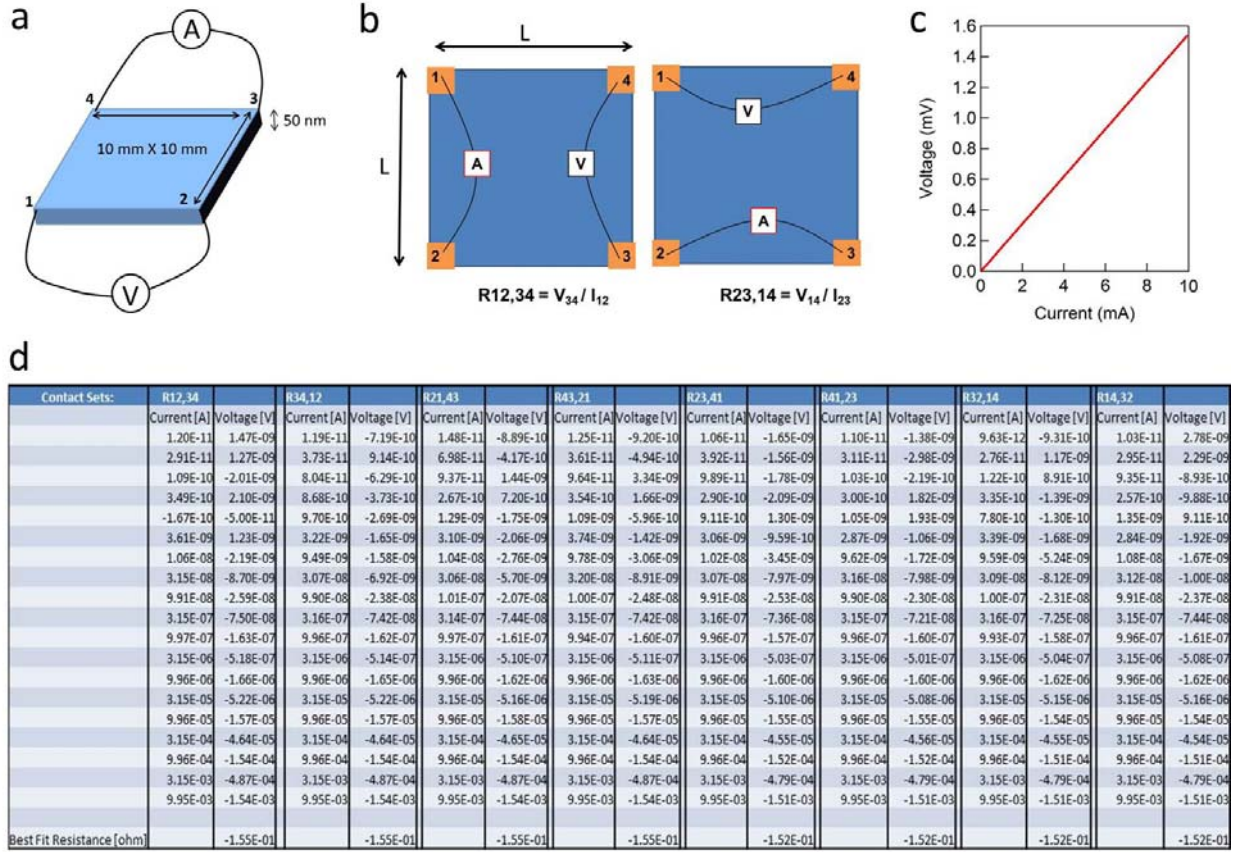 a
A
4
3
50 nm
10 mm X 10 mm
1
2
V
b
L
L
1
4
A
V
2
3
R12,34 = V34 / I12
1
4
V
A
2
3
R23,14 = V14 / I23
c
Voltage (mV)
1.6
1.4
1.2
1.0
0.8
0.6
0.4
0.2
0.0
0 2 4 6 8 10
Current (mA)
d
Contact Sets: R12,34 R34,12 R21,43 R43,21 R23,41 R41,23 R32,14 R14,32
Current [A] Voltage [V] Current [A] Voltage [V] Current [A] Voltage [V] Current [A] Voltage [V] Current [A] Voltage [V] Current [A] Voltage [V] Current [A] Voltage [V] Current [A] Voltage [V]
1.20E-11 1.47E-09 1.19E-11 -7.19E-10 1.48E-11 -8.89E-10 1.25E-11 -9.20E-10 1.06E-11 -1.65E-09 1.10E-11 -1.38E-09 9.63E-12 -9.31E-10 1.03E-11 2.78E-09
2.91E-11 1.27E-09 3.73E-11 9.14E-10 6.98E-11 -4.17E-10 3.61E-11 -4.94E-10 3.92E-11 -1.56E-09 3.11E-11 -2.98E-09 2.76E-11 1.17E-09 2.95E-11 2.29E-09
1.09E-10 -2.01E-09 8.04E-11 -6.29E-10 9.37E-11 1.44E-09 9.64E-11 3.34E-09 9.89E-11 -1.78E-09 1.03E-10 -2.19E-10 1.22E-10 8.91E-10 9.35E-11 -8.93E-10
3.49E-10 2.10E-09 8.68E-10 -3.73E-10 2.67E-10 7.20E-10 3.54E-10 1.66E-09 2.90E-10 -2.09E-09 3.00E-10 1.82E-09 3.35E-10 -1.39E-09 2.57E-10 -9.88E-10
-1.67E-10 -5.00E-11 9.70E-10 -2.69E-09 1.29E-09 -1.75E-09 1.09E-09 -5.96E-10 9.11E-10 1.30E-09 1.05E-09 1.93E-09 7.80E-10 -1.30E-10 1.35E-09 9.11E-10
3.61E-09 1.23E-09 3.22E-09 -1.65E-09 3.10E-09 -2.06E-09 3.74E-09 -1.42E-09 3.06E-09 -9.59E-10 2.87E-09 -1.06E-09 3.39E-09 -1.68E-09 2.84E-09 -1.92E-09
1.06E-08 -2.19E-09 9.49E-09 -1.58E-09 1.04E-08 -2.76E-09 9.78E-09 -3.06E-09 1.02E-08 -3.45E-09 9.62E-09 -1.72E-09 9.59E-09 -5.24E-09 1.08E-08 -1.67E-09
3.15E-08 -8.70E-09 3.07E-08 -6.92E-09 3.06E-08 -5.70E-09 3.20E-08 -8.91E-09 3.07E-08 -7.97E-09 3.16E-08 -7.98E-09 3.09E-08 -8.12E-09 3.12E-08 -1.00E-08
9.91E-08 -2.59E-08 9.90E-08 -2.38E-08 1.01E-07 -2.07E-08 1.00E-07 -2.48E-08 9.91E-08 -2.53E-08 9.90E-08 -2.30E-08 1.00E-07 -2.31E-08 9.91E-08 -2.37E-08
3.15E-07 -7.50E-08 3.16E-07 -7.42E-08 3.14E-07 -7.44E-08 3.15E-07 -7.42E-08 3.16E-07 -7.36E-08 3.15E-07 -7.21E-08 3.16E-07 -7.25E-08 3.15E-07 -7.44E-08
9.97E-07 -1.63E-07 9.96E-07 -1.62E-07 9.97E-07 -1.61E-07 9.94E-07 -1.60E-07 9.96E-07 -1.57E-07 9.96E-07 -1.60E-07 9.93E-07 -1.58E-07 9.96E-07 -1.61E-07
3.15E-06 -5.18E-07 3.15E-06 -5.14E-07 3.15E-06 -5.10E-07 3.15E-06 -5.11E-07 3.15E-06 -5.03E-07 3.15E-06 -5.01E-07 3.15E-06 -5.04E-07 3.15E-06 -5.08E-07
9.96E-06 -1.66E-06 9.96E-06 -1.65E-06 9.96E-06 -1.62E-06 9.96E-06 -1.63E-06 9.96E-06 -1.60E-06 9.96E-06 -1.60E-06 9.96E-06 -1.62E-06 9.96E-06 -1.62E-06
3.15E-05 -5.22E-06 3.15E-05 -5.22E-06 3.15E-05 -5.16E-06 3.15E-05 -5.19E-06 3.15E-05 -5.10E-06 3.15E-05 -5.08E-06 3.15E-05 -5.15E-06 3.15E-05 -5.16E-06
9.96E-05 -1.57E-05 9.96E-05 -1.57E-05 9.96E-05 -1.58E-05 9.96E-05 -1.57E-05 9.96E-05 -1.55E-05 9.96E-05 -1.55E-05 9.96E-05 -1.54E-05 9.96E-05 -1.54E-05
3.15E-04 -4.64E-05 3.15E-04 -4.64E-05 3.15E-04 -4.65E-05 3.15E-04 -4.64E-05 3.15E-04 -4.55E-05 3.15E-04 -4.56E-05 3.15E-04 -4.55E-05 3.15E-04 -4.54E-05
9.96E-04 -1.54E-04 9.96E-04 -1.54E-04 9.96E-04 -1.54E-04 9.96E-04 -1.54E-04 9.96E-04 -1.52E-04 9.96E-04 -1.52E-04 9.96E-04 -1.51E-04 9.96E-04 -1.51E-04
3.15E-03 -4.87E-04 3.15E-03 -4.87E-04 3.15E-03 -4.87E-04 3.15E-03 -4.87E-04 3.15E-03 -4.79E-04 3.15E-03 -4.79E-04 3.15E-03 -4.79E-04 3.15E-03 -4.79E-04
9.95E-03 -1.54E-03 9.95E-03 -1.54E-03 9.95E-03 -1.54E-03 9.95E-03 -1.54E-03 9.95E-03 -1.51E-03 9.95E-03 -1.51E-03 9.95E-03 -1.51E-03 9.95E-03 -1.51E-03
Best Fit Resistance [ohm] -1.55E-01 -1.55E-01 -1.55E-01 -1.55E-01 -1.52E-01 -1.52E-01 -1.52E-01 -1.52E-01